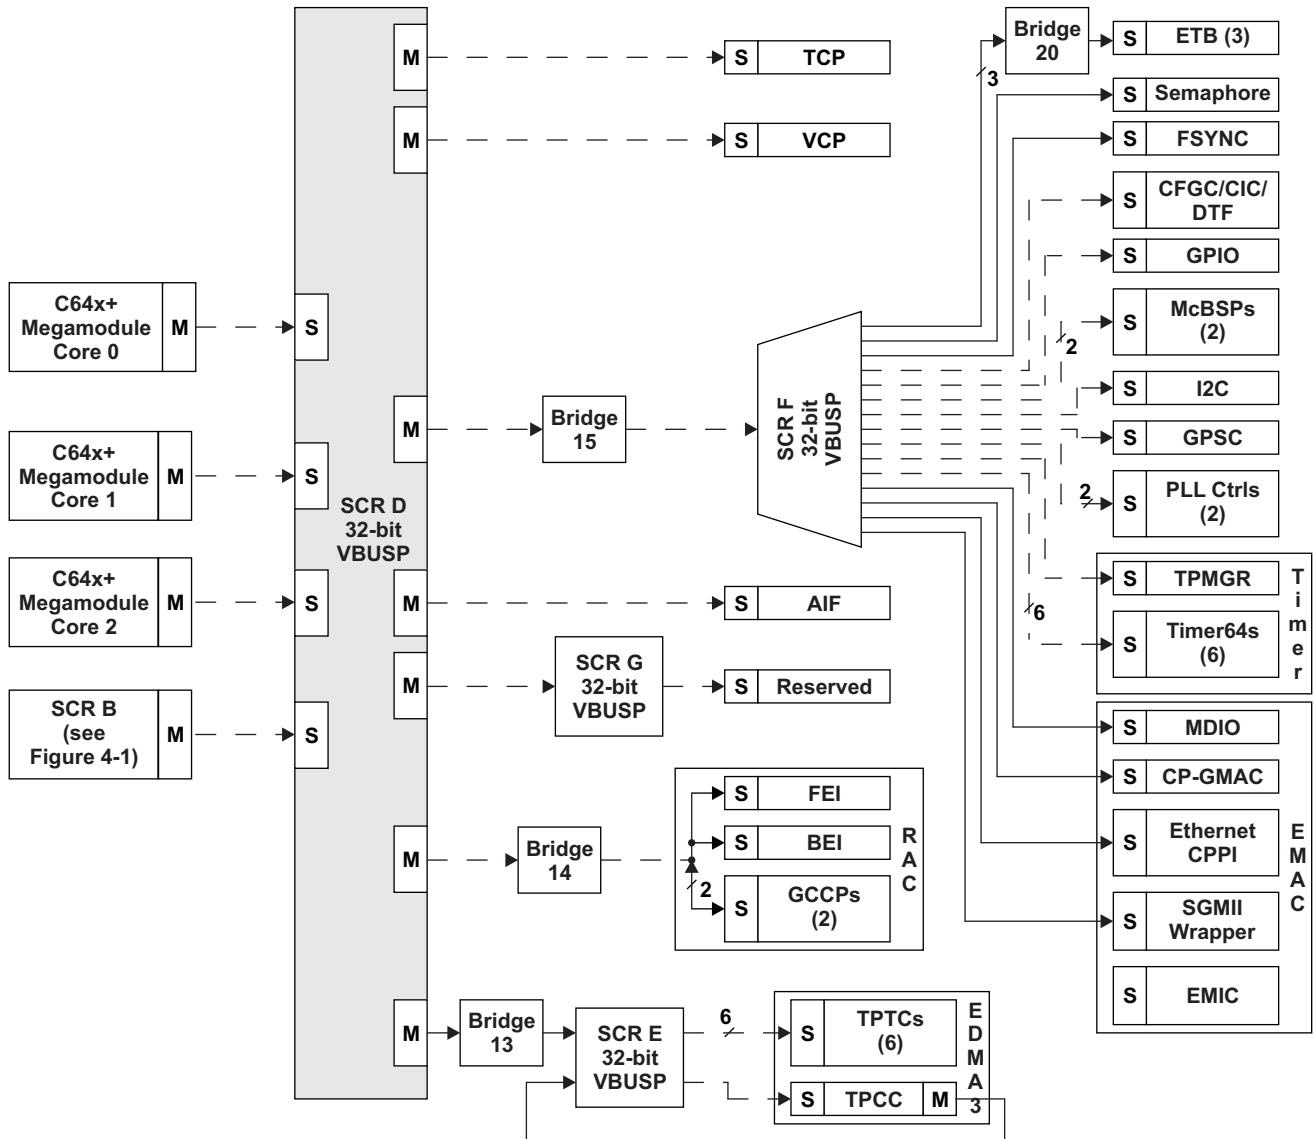 C64x+
Megamodule
Core 0
M
C64x+
Megamodule
Core 1
M
C64x+
Megamodule
Core 2
M
SCR B
(see
Figure 4-1)
M
S
S
S
S
SCR D
32-bit
VBUSP
M
M
M
M
M
M
M
S
TCP
S
VCP
Bridge
15
SCR F
32-bit
VBUSP
S
AIF
SCR G
32-bit
VBUSP
S
Reserved
Bridge
14
2
S
FEI
S
BEI
S
GCCPs
(2)
RAC
Bridge
13
SCR E
32-bit
VBUSP
6
S
TPTCs
(6)
S
TPCC
M
EDMA3
3
Bridge
20
S
ETB (3)
S
Semaphore
S
FSYNC
S
CFGC/CIC/
DTF
S
GPIO
2
S
McBSPs
(2)
S
I2C
S
GPSC
2
S
PLL Ctrls
(2)
S
TPMGR
6
S
Timer64s
(6)
Timer
S
MDIO
S
CP-GMAC
S
Ethernet
CPPI
S
SGMII
Wrapper
S
EMIC
EMAC